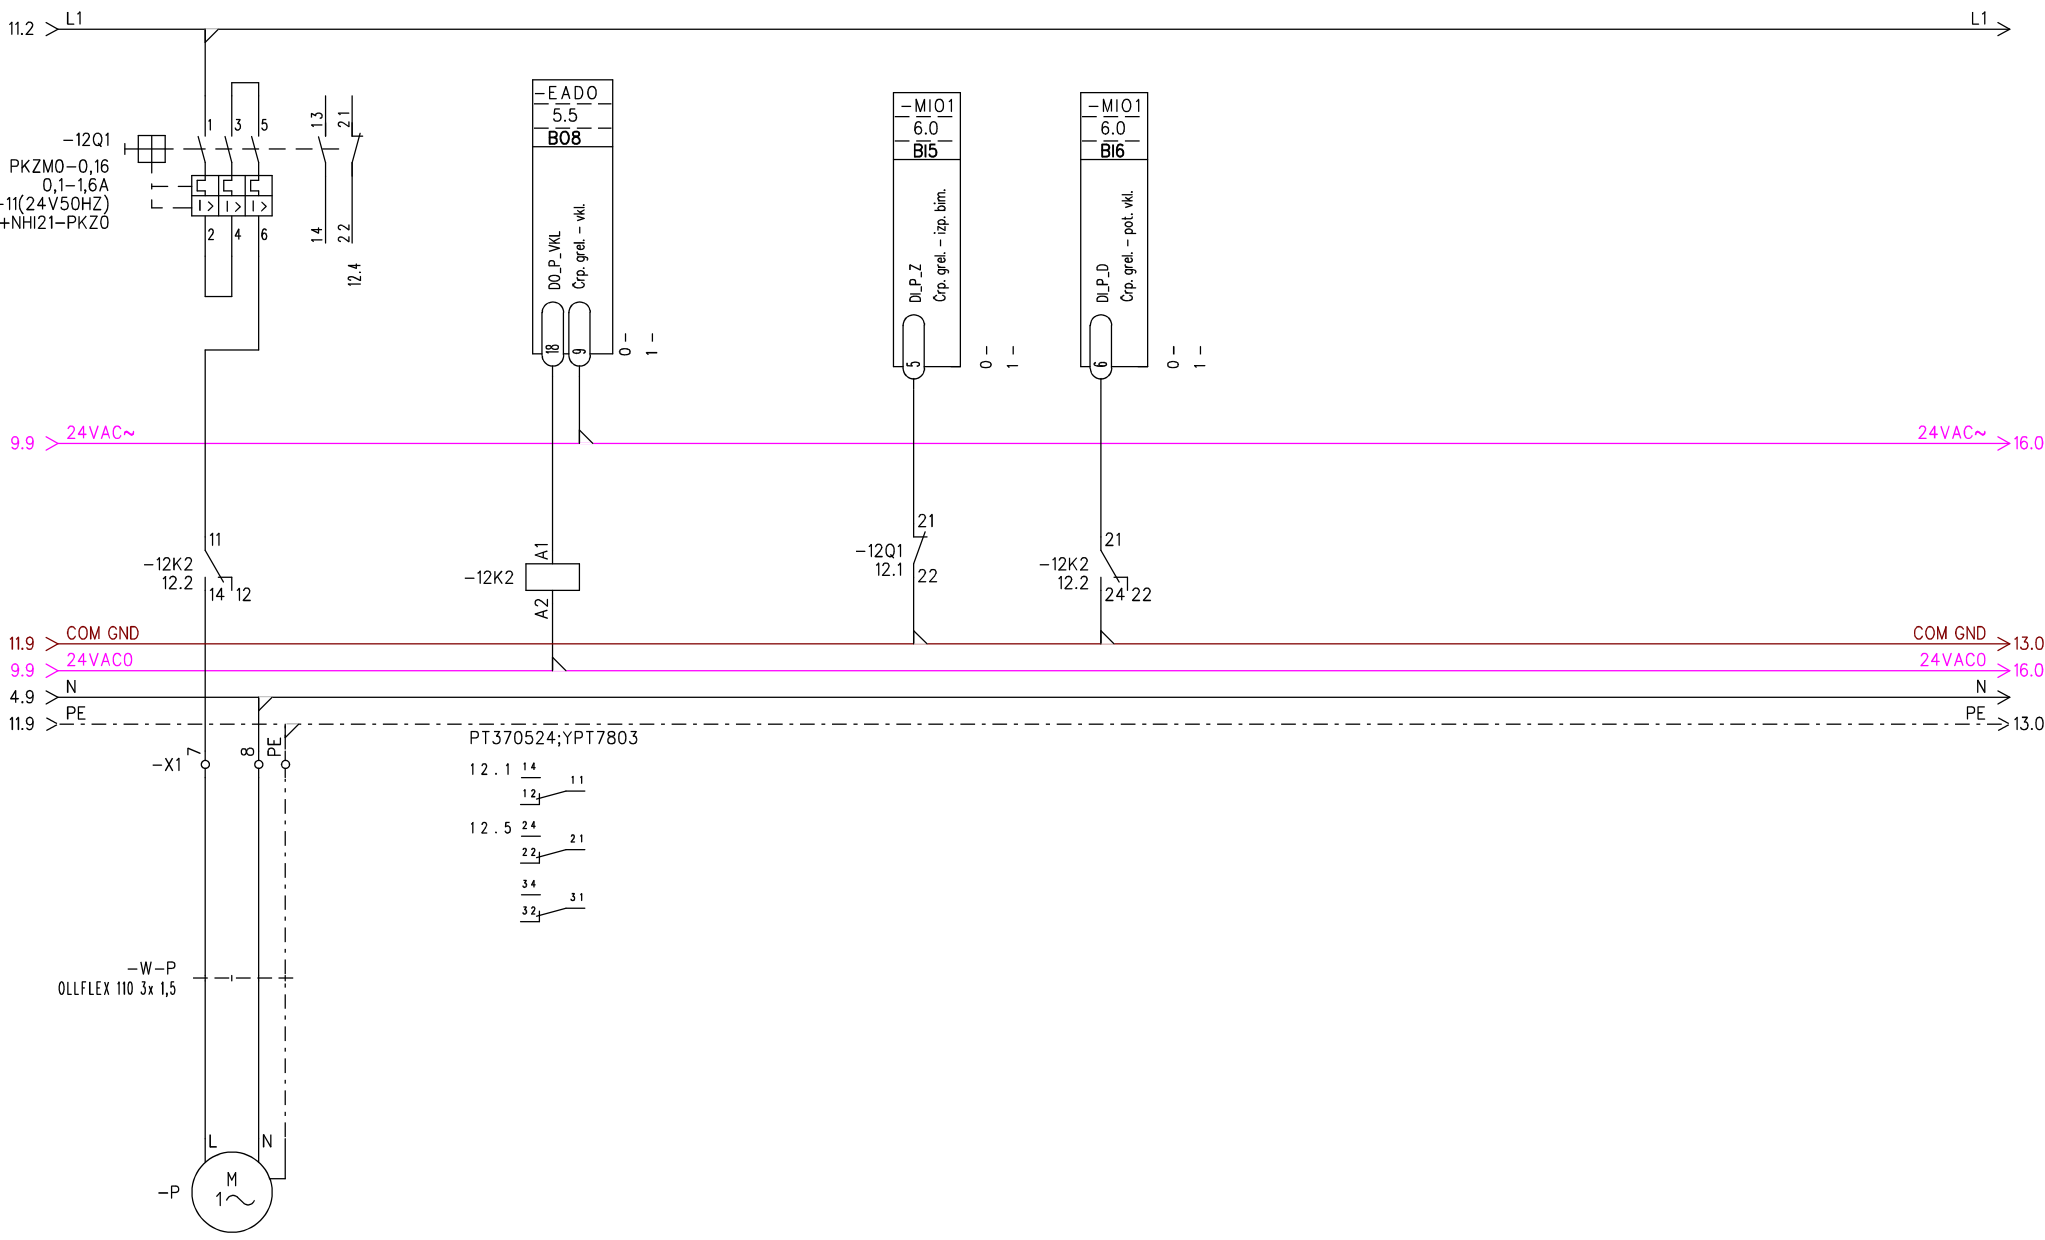 L1
11.2
L1
-12Q1
PKZM0-0,16
0,1-1,6A
-11(24V50HZ)
+NHI21-PKZ0
1
3
5
13
21
I>
I>
I>
2
4
6
14
22
12.4
-EADO
5.5
BO8
DO_P_VKL
Črp. grel. - vkl.
18
9
0 -
1 -
-MIO1
6.0
BI5
DI_P_Z
Črp. grel. - izp. bim.
5
0 -
1 -
-MIO1
6.0
BI6
DI_P_D
Črp. grel. - pot. vkl.
6
0 -
1 -
9.9
24VAC~
24VAC~
16.0
11
-12K2
12.2
14
12
A1
-12K2
A2
21
-12Q1
12.1
22
21
-12K2
12.2
24
22
11.9
COM GND
COM GND
13.0
9.9
24VAC0
24VAC0
16.0
4.9
N
N
11.9
PE
PE
13.0
-X1
7
8
PE
PT370524;YPT7803
12.1
14
11
12
12.5
24
21
22
34
31
32
-W-P
OLLFLEX 110 3x 1,5
L
N
-P
M
1~